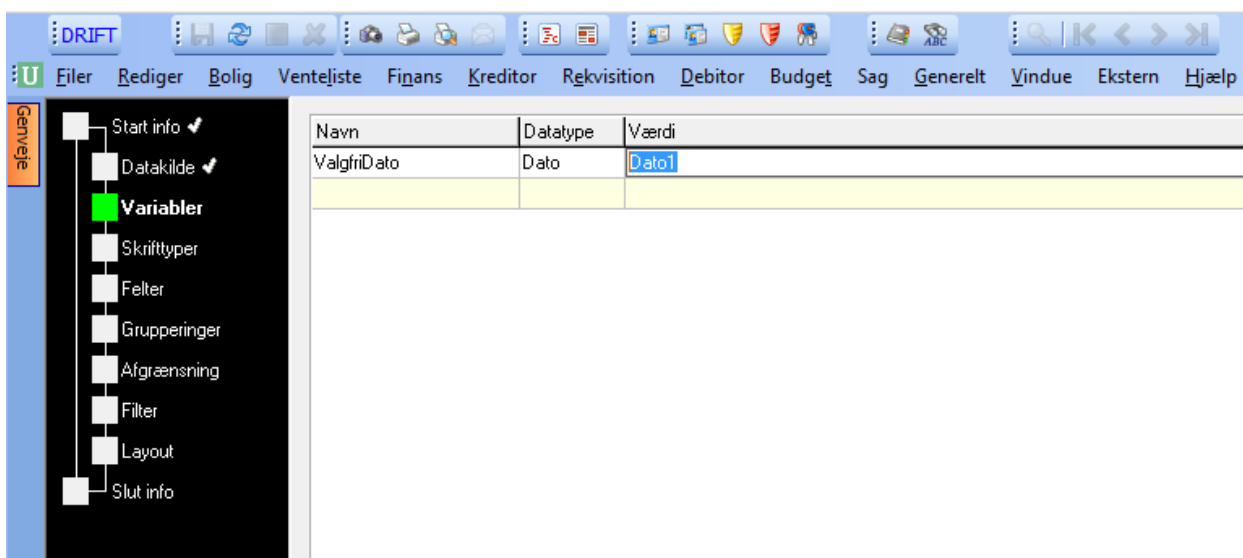 DRIFT
U Filer Rediger Bolig Venteliste Finans Kreditor Rekvisition Debitor Budget Sag Generelt Vindue Ekstern Hjælp
Genveje
Start info
Datakilde
Variabler
Skrifttyper
Felter
Grupperinger
Afgrænsning
Filter
Layout
Slut info
Navn Datatype Værdi
ValgfriDato Dato Dato1